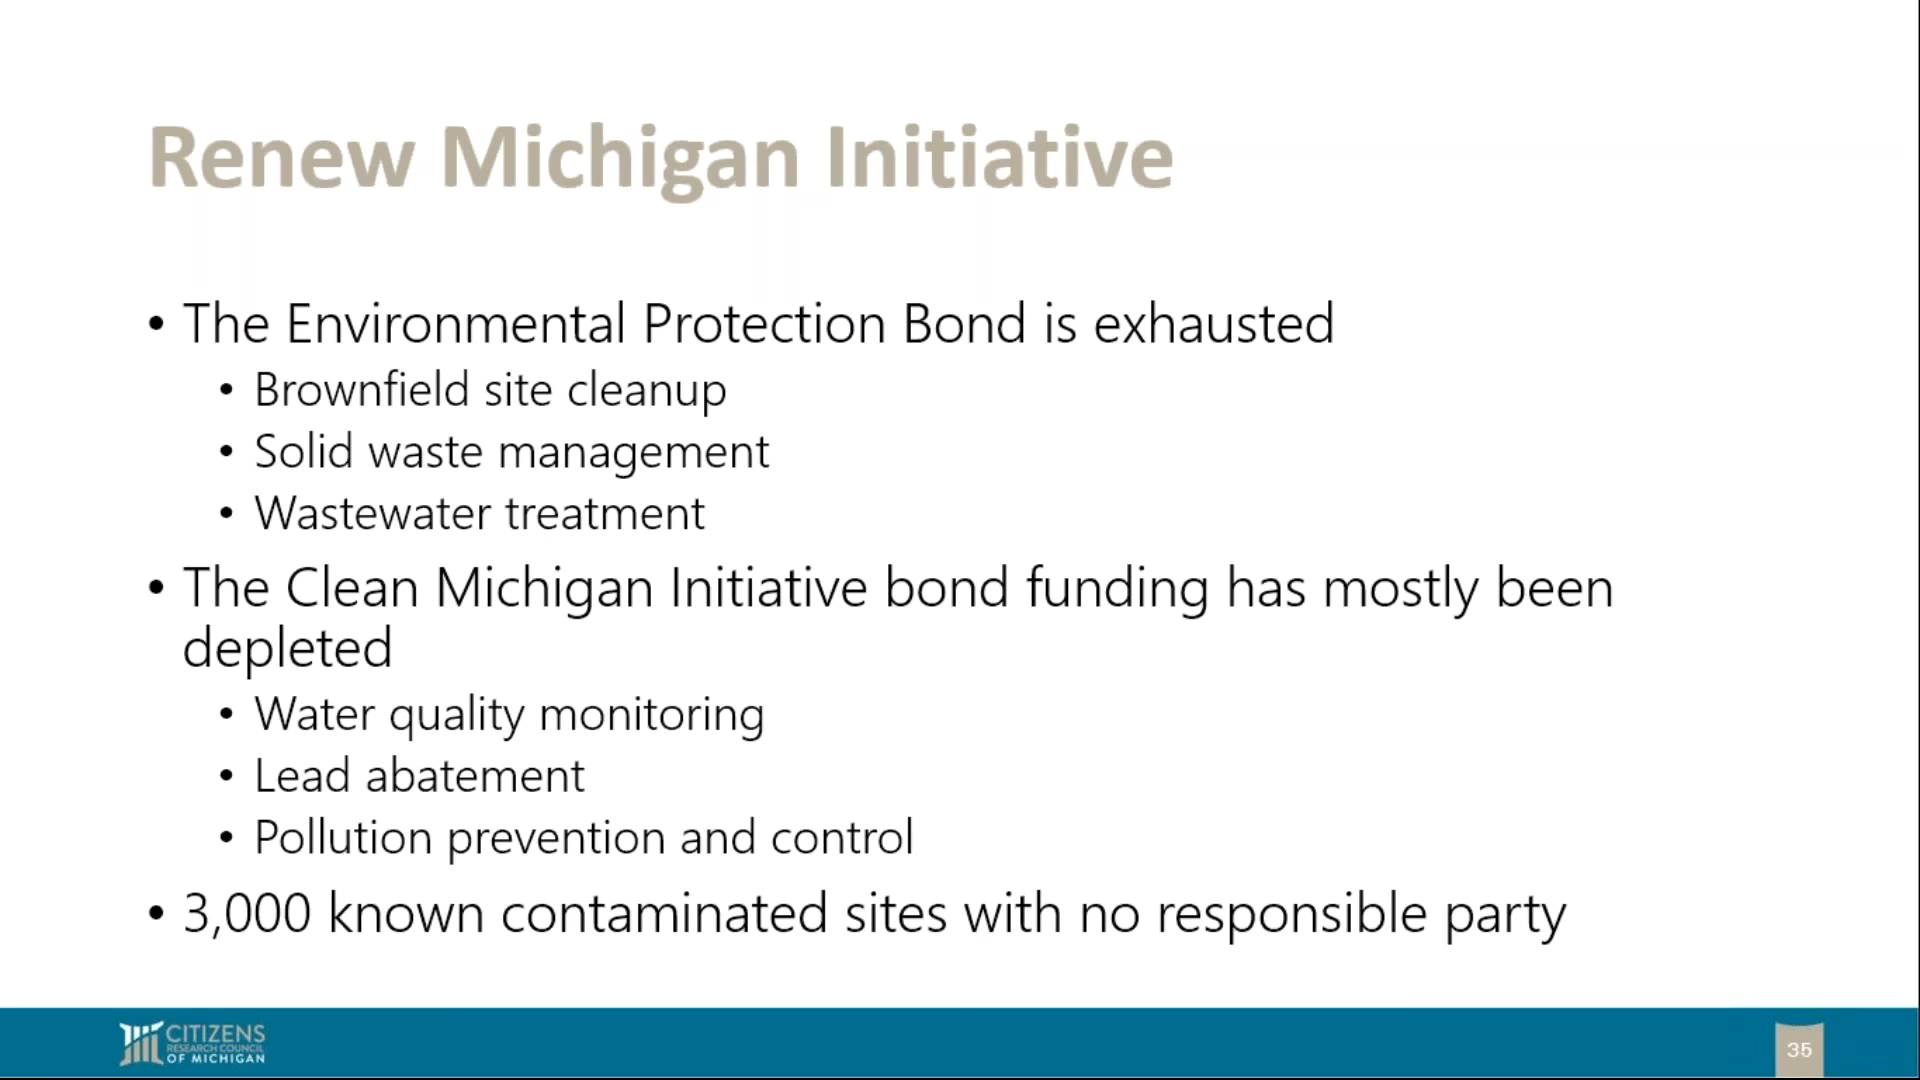 Renew Michigan Initiative
• The Environmental Protection Bond is exhausted
• Brownfield site cleanup
• Solid waste management
• Wastewater treatment
• The Clean Michigan Initiative bond funding has mostly been
depleted
• Water quality monitoring
• Lead abatement
• Pollution prevention and control
• 3,000 known contaminated sites with no responsible party
CITIZENS
RESEARCH COUNCIL
OF MICHIGAN
35